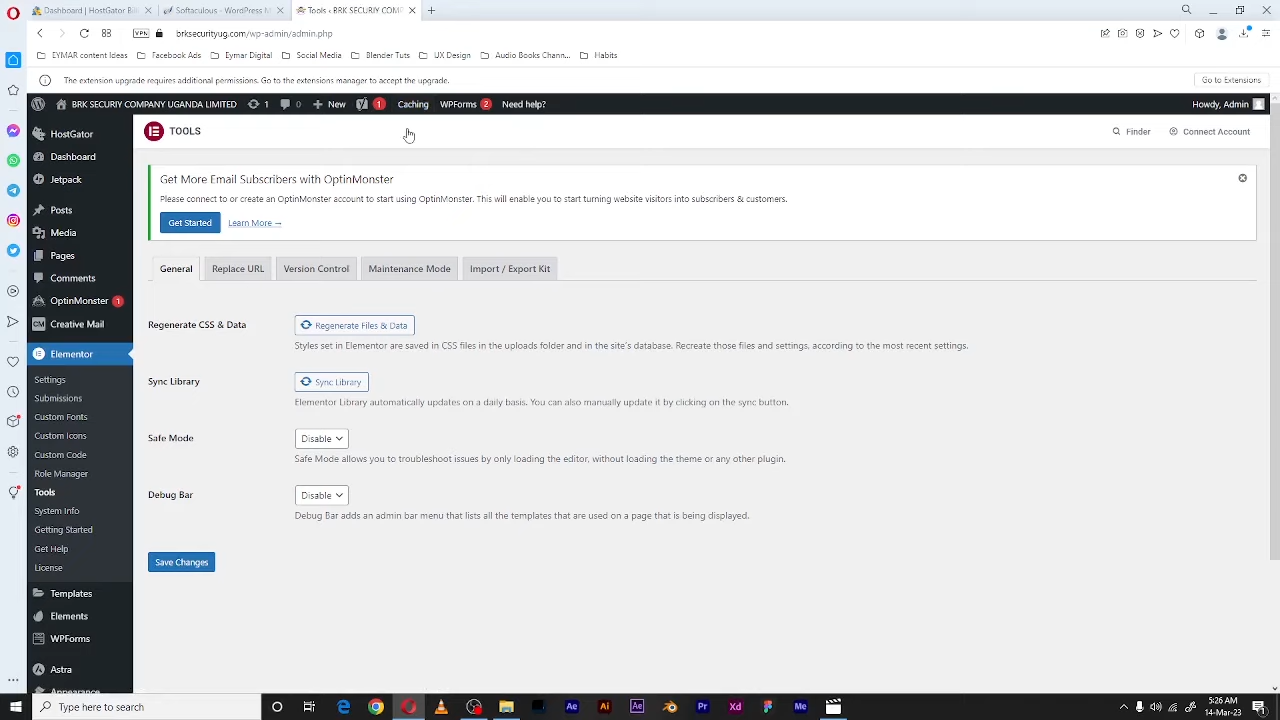 Dashboard | HostGator Bil
Softaculous - WordPress M
Tools ‹ BRK SECURIY COMP
VPN
brksecurityug.com/wp-admin/admin.php
EYMAR content Ideas
Facebook Ads
Eymar Digital
Social Media
Blender Tuts
UX Design
Audio Books Chann...
Habits
The extension upgrade requires additional permissions. Go to the extensions manager to accept the upgrade.
Go to Extensions
BRK SECURIY COMPANY UGANDA LIMITED
1
0
New
1
Caching
WPForms 2
Need help?
Howdy, Admin
HostGator
Dashboard
Jetpack
Posts
Media
Pages
Comments
OptinMonster 1
CM Creative Mail
Elementor
Settings
Submissions
Custom Fonts
Custom Icons
Custom Code
Role Manager
Tools
System Info
Getting Started
Get Help
License
Templates
Elements
WPForms
Astra
Appearance
TOOLS
Finder
Connect Account
Get More Email Subscribers with OptinMonster
Please connect to or create an OptinMonster account to start using OptinMonster. This will enable you to start turning website visitors into subscribers & customers.
Get Started
Learn More →
General
Replace URL
Version Control
Maintenance Mode
Import / Export Kit
Regenerate CSS & Data
Regenerate Files & Data
Styles set in Elementor are saved in CSS files in the uploads folder and in the site's database. Recreate those files and settings, according to the most recent settings.
Sync Library
Sync Library
Elementor Library automatically updates on a daily basis. You can also manually update it by clicking on the sync button.
Safe Mode
Disable
Safe Mode allows you to troubleshoot issues by only loading the editor, without loading the theme or any other plugin.
Debug Bar
Disable
Debug Bar adds an admin bar menu that lists all the templates that are used on a page that is being displayed.
Save Changes
Type here to search
Ae
Ai
Ae
Pr
Xd
Me
5:26 AM
14-Mar-23